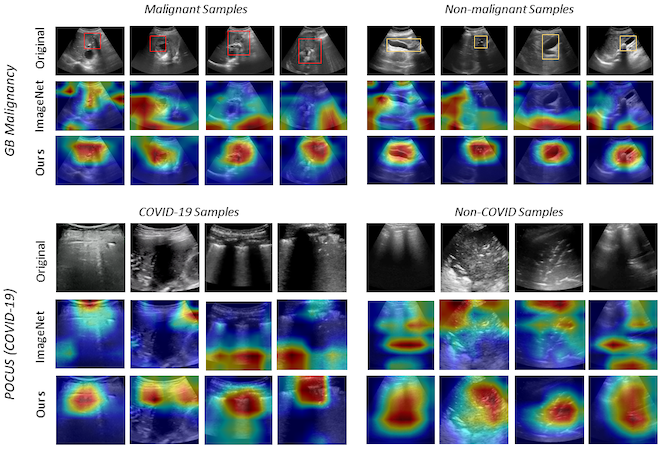 Malignant Samples
Non-malignant Samples
GB Malignancy
Original
ImageNet
Ours
COVID-19 Samples
Non-COVID Samples
POCUS (COVID-19)
Original
ImageNet
Ours